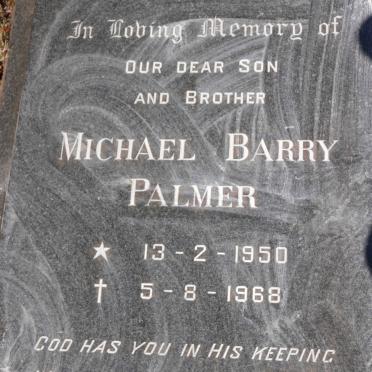 In Loving Memory of
OUR DEAR SON
AND BROTHER
MICHAEL BARRY
PALMER
★ 13-2-1950
† 5-8-1968
GOD HAS YOU IN HIS KEEPING